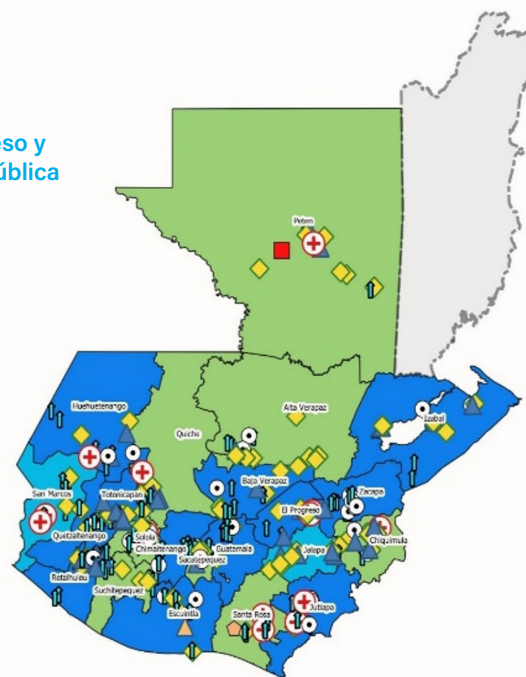 eso y
ública
Peten
Huehuetenango
Alta Verapaz
Quiche
Izabal
San Marcos
Totonicapan
Baja Verapaz
Zacapa
El Progreso
Quetzaltenango
Solola
Chimaltenango
Guatemala
Chiquimula
Jalapa
Sacatepequez
Retalhuleu
Suchitepequez
Escuintla
Santa Rosa
Jutiapa